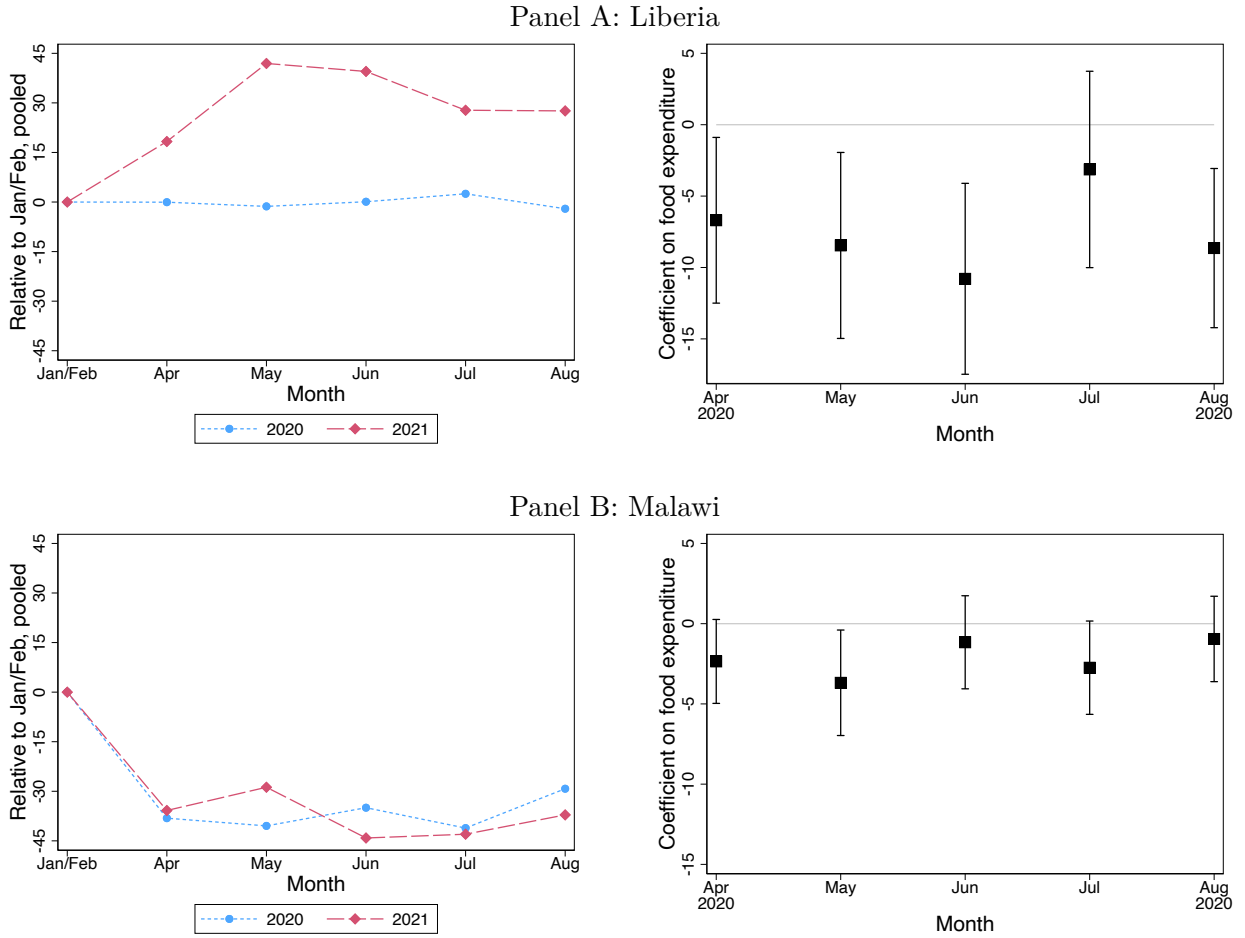 Panel A: Liberia
Relative to Jan/Feb, pooled
45
30
15
0
-15
-30
-45
Jan/Feb Apr May Jun Jul Aug
Month
2020 2021
Coefficient on food expenditure
5
0
-5
-10
-15
Apr May Jun Jul Aug
2020 2020
Month
Panel B: Malawi
Relative to Jan/Feb, pooled
45
30
15
0
-15
-30
-45
Jan/Feb Apr May Jun Jul Aug
Month
2020 2021
Coefficient on food expenditure
5
0
-5
-10
-15
Apr May Jun Jul Aug
2020 2020
Month